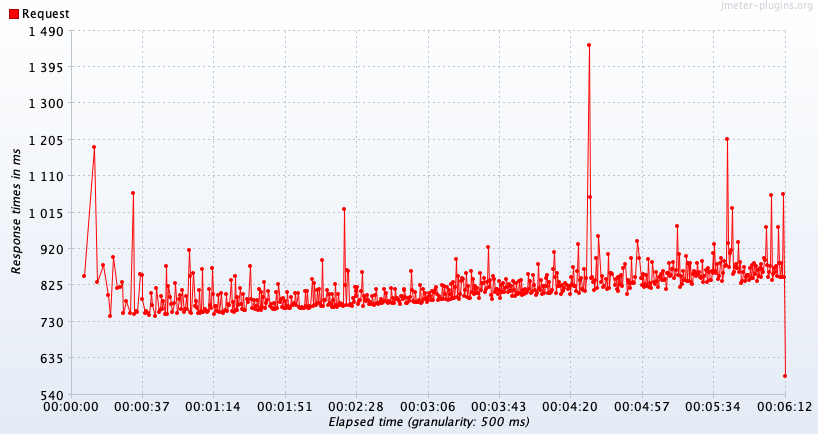 jmeter-plugins.org
Request
1 490
1 395
1 300
1 205
1 110
1 015
920
825
730
635
540
Response times in ms
00:00:00 00:00:37 00:01:14 00:01:51 00:02:28 00:03:06 00:03:43 00:04:20 00:04:57 00:05:34 00:06:12
Elapsed time (granularity: 500 ms)